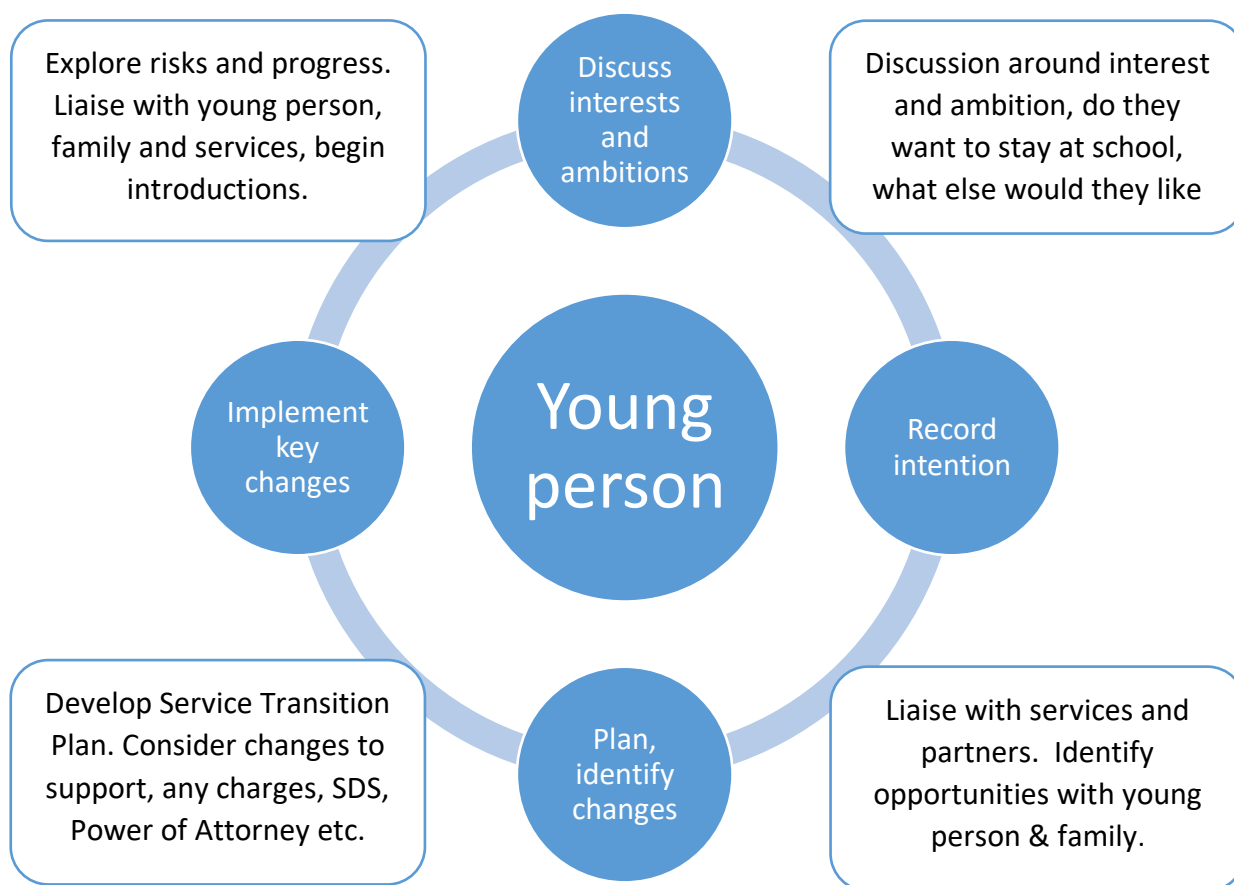 Explore risks and progress.
Liaise with young person,
family and services, begin
introductions.
Discuss
interests
and
ambitions
Discussion around interest
and ambition, do they
want to stay at school,
what else would they like
Implement
key
changes
Young
person
Record
intention
Develop Service Transition
Plan. Consider changes to
support, any charges, SDS,
Power of Attorney etc.
Plan,
identify
changes
Liaise with services and
partners.  Identify
opportunities with young
person & family.